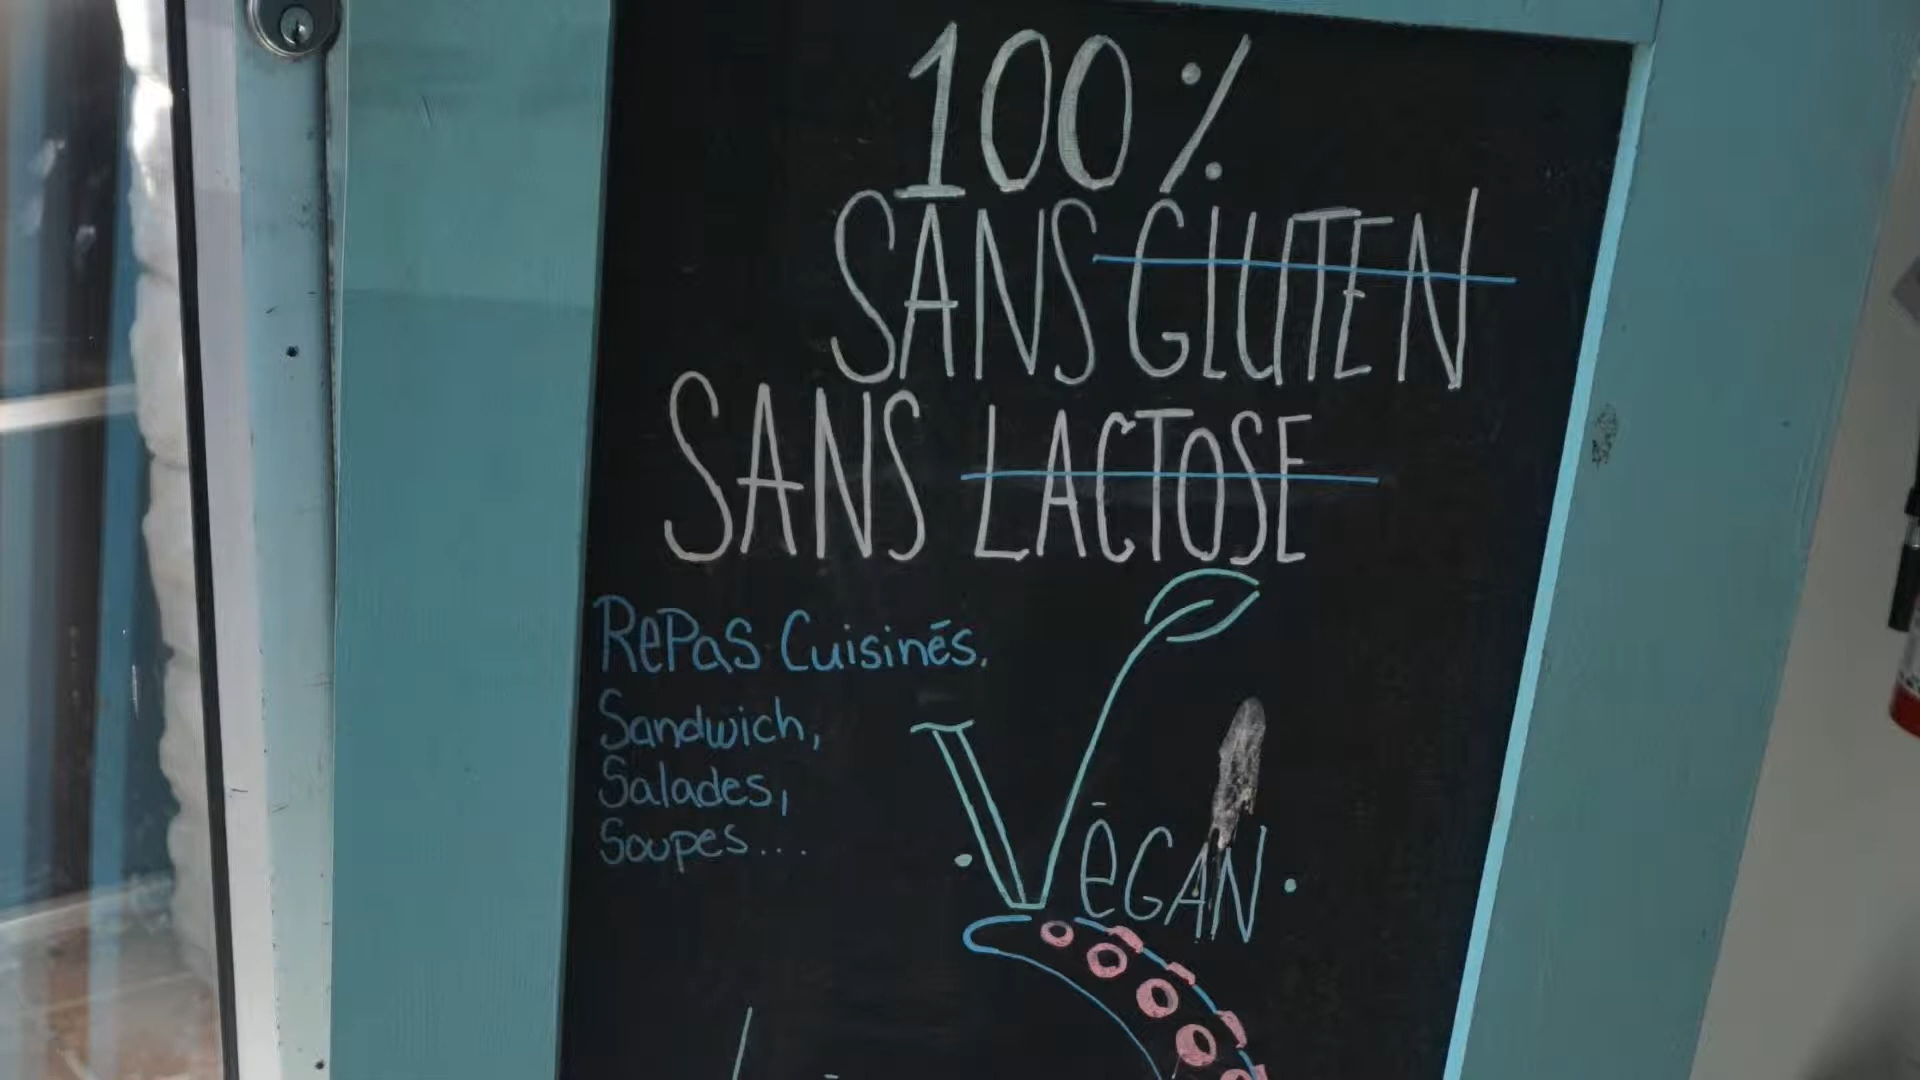 100%
SANS GLUTEN
SANS LACTOSE
RePas Cuisinés.
Sandwich,
Salades,
Soupes...
VéGAN